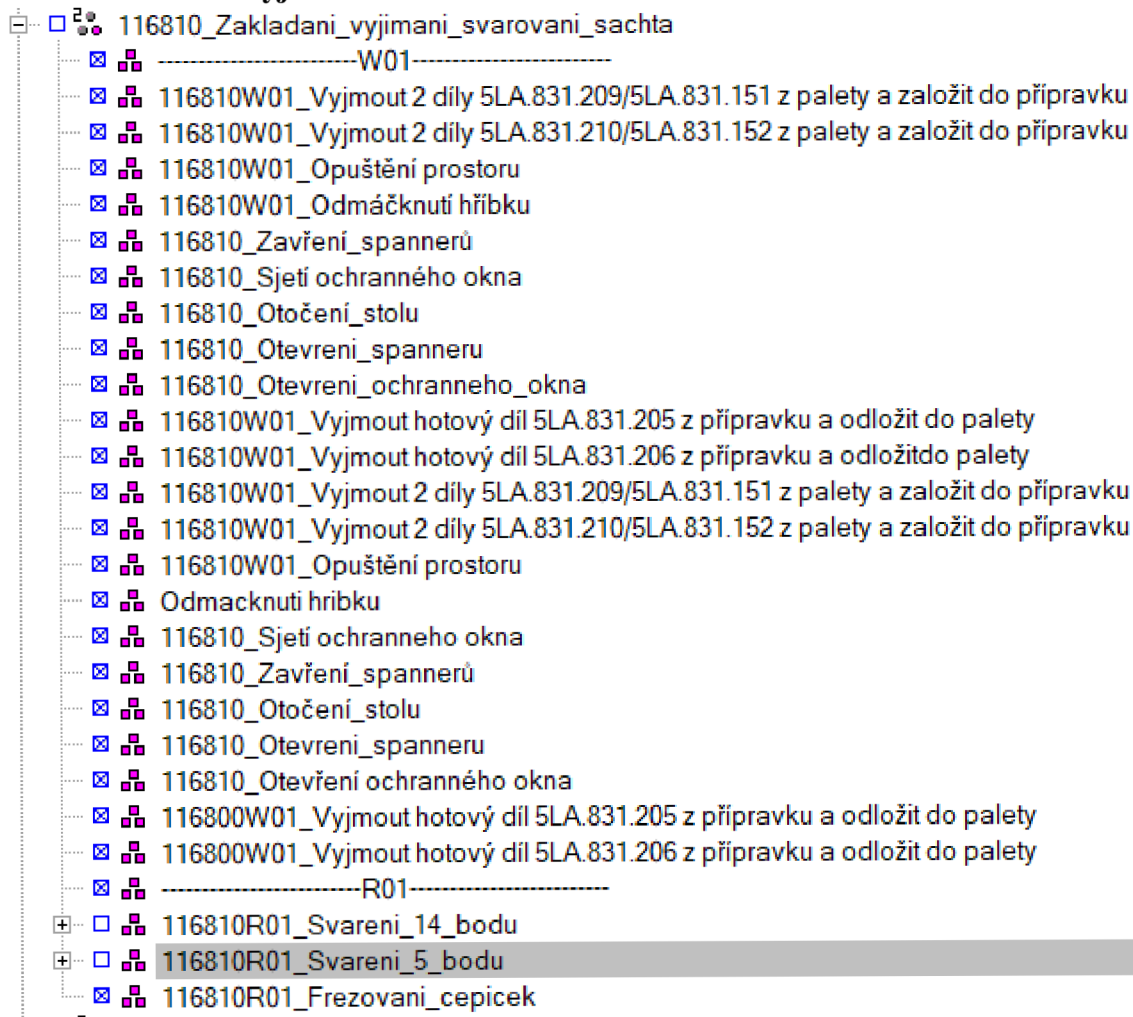 116810_Zakladani_vyjimani_svarovani_sachta
-------------------------W01-------------------------
116810W01_Vyjmout 2 díly 5LA.831.209/5LA.831.151 z palety a založit do přípravku
116810W01_Vyjmout 2 díly 5LA.831.210/5LA.831.152 z palety a založit do přípravku
116810W01_Opuštění prostoru
116810W01_Odmáčknutí hřibku
116810_Zavření_spannerů
116810_Sjetí ochranného okna
116810_Otočení_stolu
116810_Otevreni_spanneru
116810_Otevreni_ochranneho_okna
116810W01_Vyjmout hotový díl 5LA.831.205 z přípravku a odložit do palety
116810W01_Vyjmout hotový díl 5LA.831.206 z přípravku a odložitdo palety
116810W01_Vyjmout 2 díly 5LA.831.209/5LA.831.151 z palety a založit do přípravku
116810W01_Vyjmout 2 díly 5LA.831.210/5LA.831.152 z palety a založit do přípravku
116810W01_Opuštění prostoru
Odmacknuti hribku
116810_Sjetí ochranneho okna
116810_Zavření_spannerů
116810_Otočení_stolu
116810_Otevreni_spanneru
116810_Otevření ochranného okna
116800W01_Vyjmout hotový díl 5LA.831.205 z přípravku a odložit do palety
116800W01_Vyjmout hotový díl 5LA.831.206 z přípravku a odložit do palety
-------------------------R01-------------------------
116810R01_Svareni_14_bodu
116810R01_Svareni_5_bodu
116810R01_Frezovani_cepicek